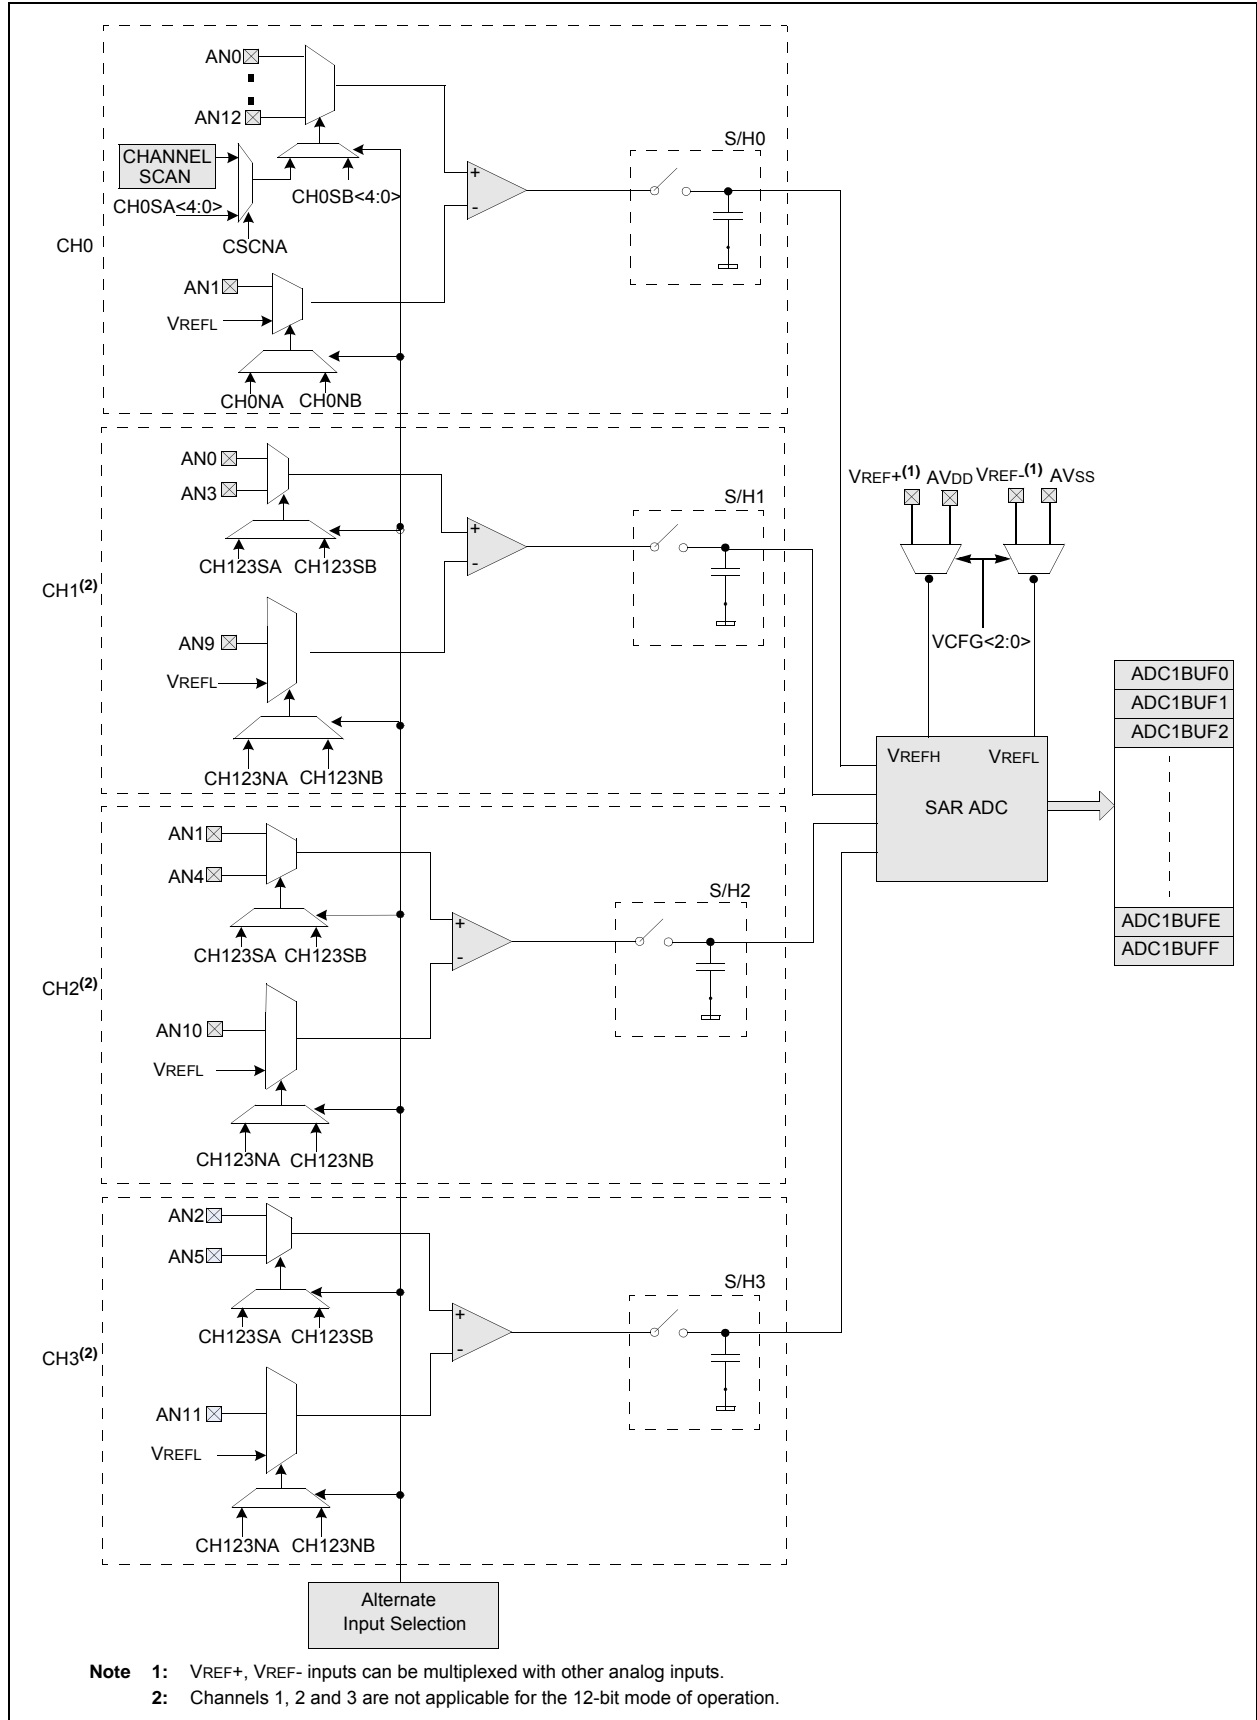 AN0
AN12
CHANNEL
SCAN
CH0SA<4:0>
CH0SB<4:0>
CSCNA
+
-
S/H0
CH0
AN1
VREFL
CH0NA
CH0NB
AN0
AN3
CH123SA
CH123SB
+
-
S/H1
CH1(2)
AN9
VREFL
CH123NA
CH123NB
AN1
AN4
CH123SA
CH123SB
+
-
S/H2
CH2(2)
AN10
VREFL
CH123NA
CH123NB
AN2
AN5
CH123SA
CH123SB
+
-
S/H3
CH3(2)
AN11
VREFL
CH123NA
CH123NB
Alternate
Input Selection
VREF+(1)
AVDD
VREF-(1)
AVSS
VCFG<2:0>
VREFH
VREFL
SAR ADC
ADC1BUF0
ADC1BUF1
ADC1BUF2
ADC1BUFE
ADC1BUFF
Note 1: VREF+, VREF- inputs can be multiplexed with other analog inputs.
2: Channels 1, 2 and 3 are not applicable for the 12-bit mode of operation.